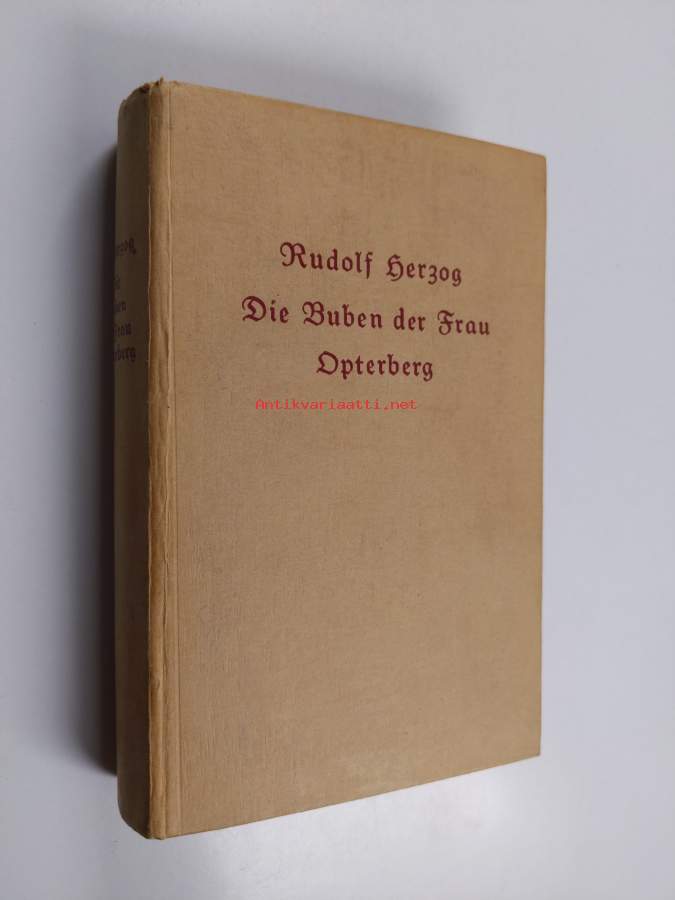 Rudolf Herzog
Die Buben der Frau
Opterberg
Antikvariaatti.net